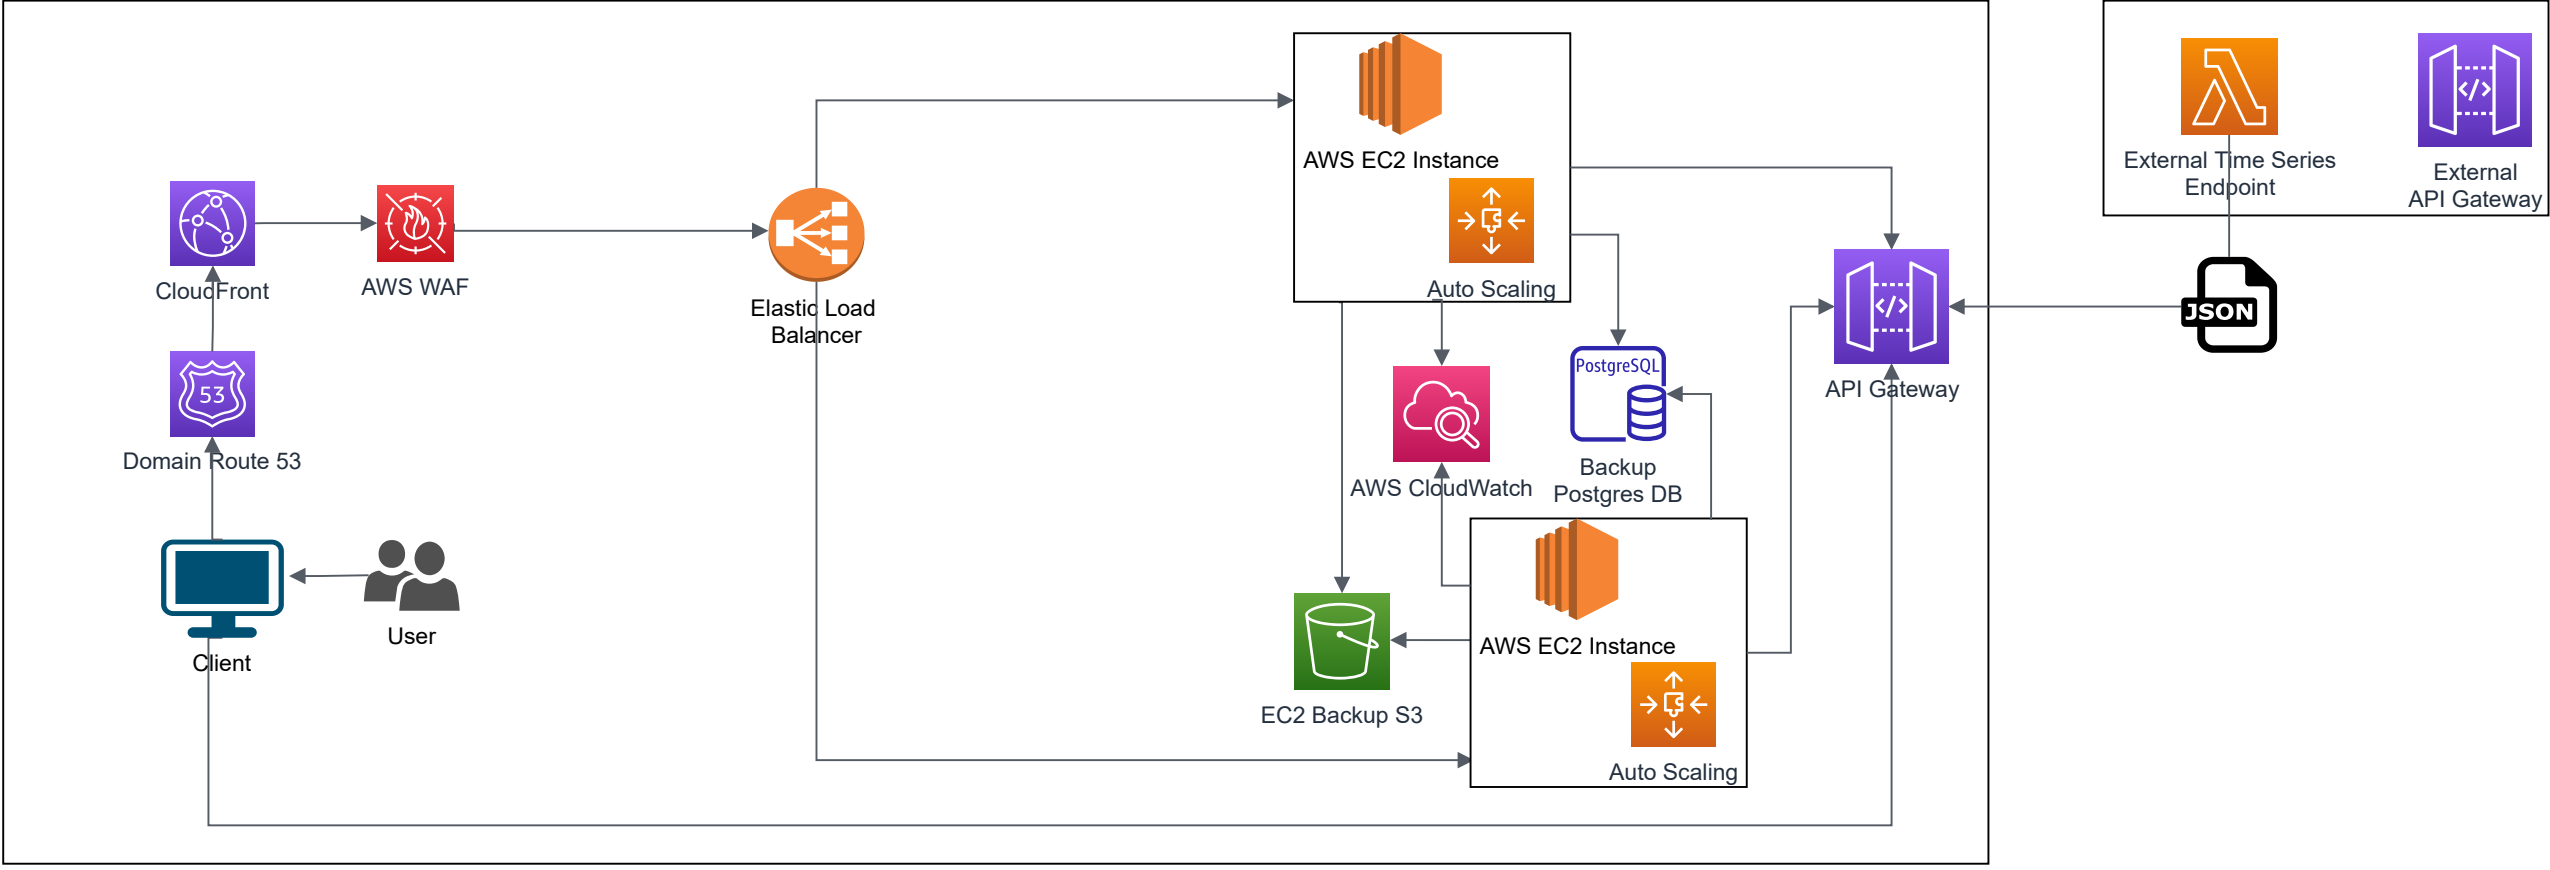 CloudFront
AWS WAF
53
Domain Route 53
Client
User
Elastic Load
Balancer
AWS EC2 Instance
Auto Scaling
AWS CloudWatch
PostgreSQL
Backup
Postgres DB
EC2 Backup S3
AWS EC2 Instance
Auto Scaling
</>
API Gateway
External Time Series
Endpoint
</>
External
API Gateway
JSON